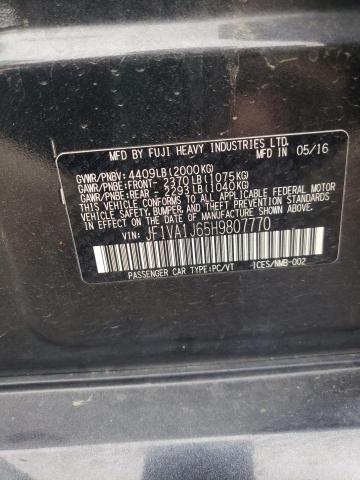 MFD BY FUJI HEAVY INDUSTRIES LTD.
MFD IN 05/16
GVWR/PNBV: 4409LB(2000KG)
GAWR/PNBE:FRONT- 2370LB(1075KG)
GAWR/PNBE:REAR - 2293LB(1040KG)
THIS VEHICLE CONFORMS TO ALL APPLICABLE FEDERAL MOTOR
VEHICLE SAFETY, BUMPER, AND THEFT PREVENTION STANDARDS
IN EFFECT ON THE DATE OF MANUFACTURE SHOWN ABOVE.
VIN: JF1VA1J65H9807770
PASSENGER CAR TYPE:PC/VT ICES/NMB-002